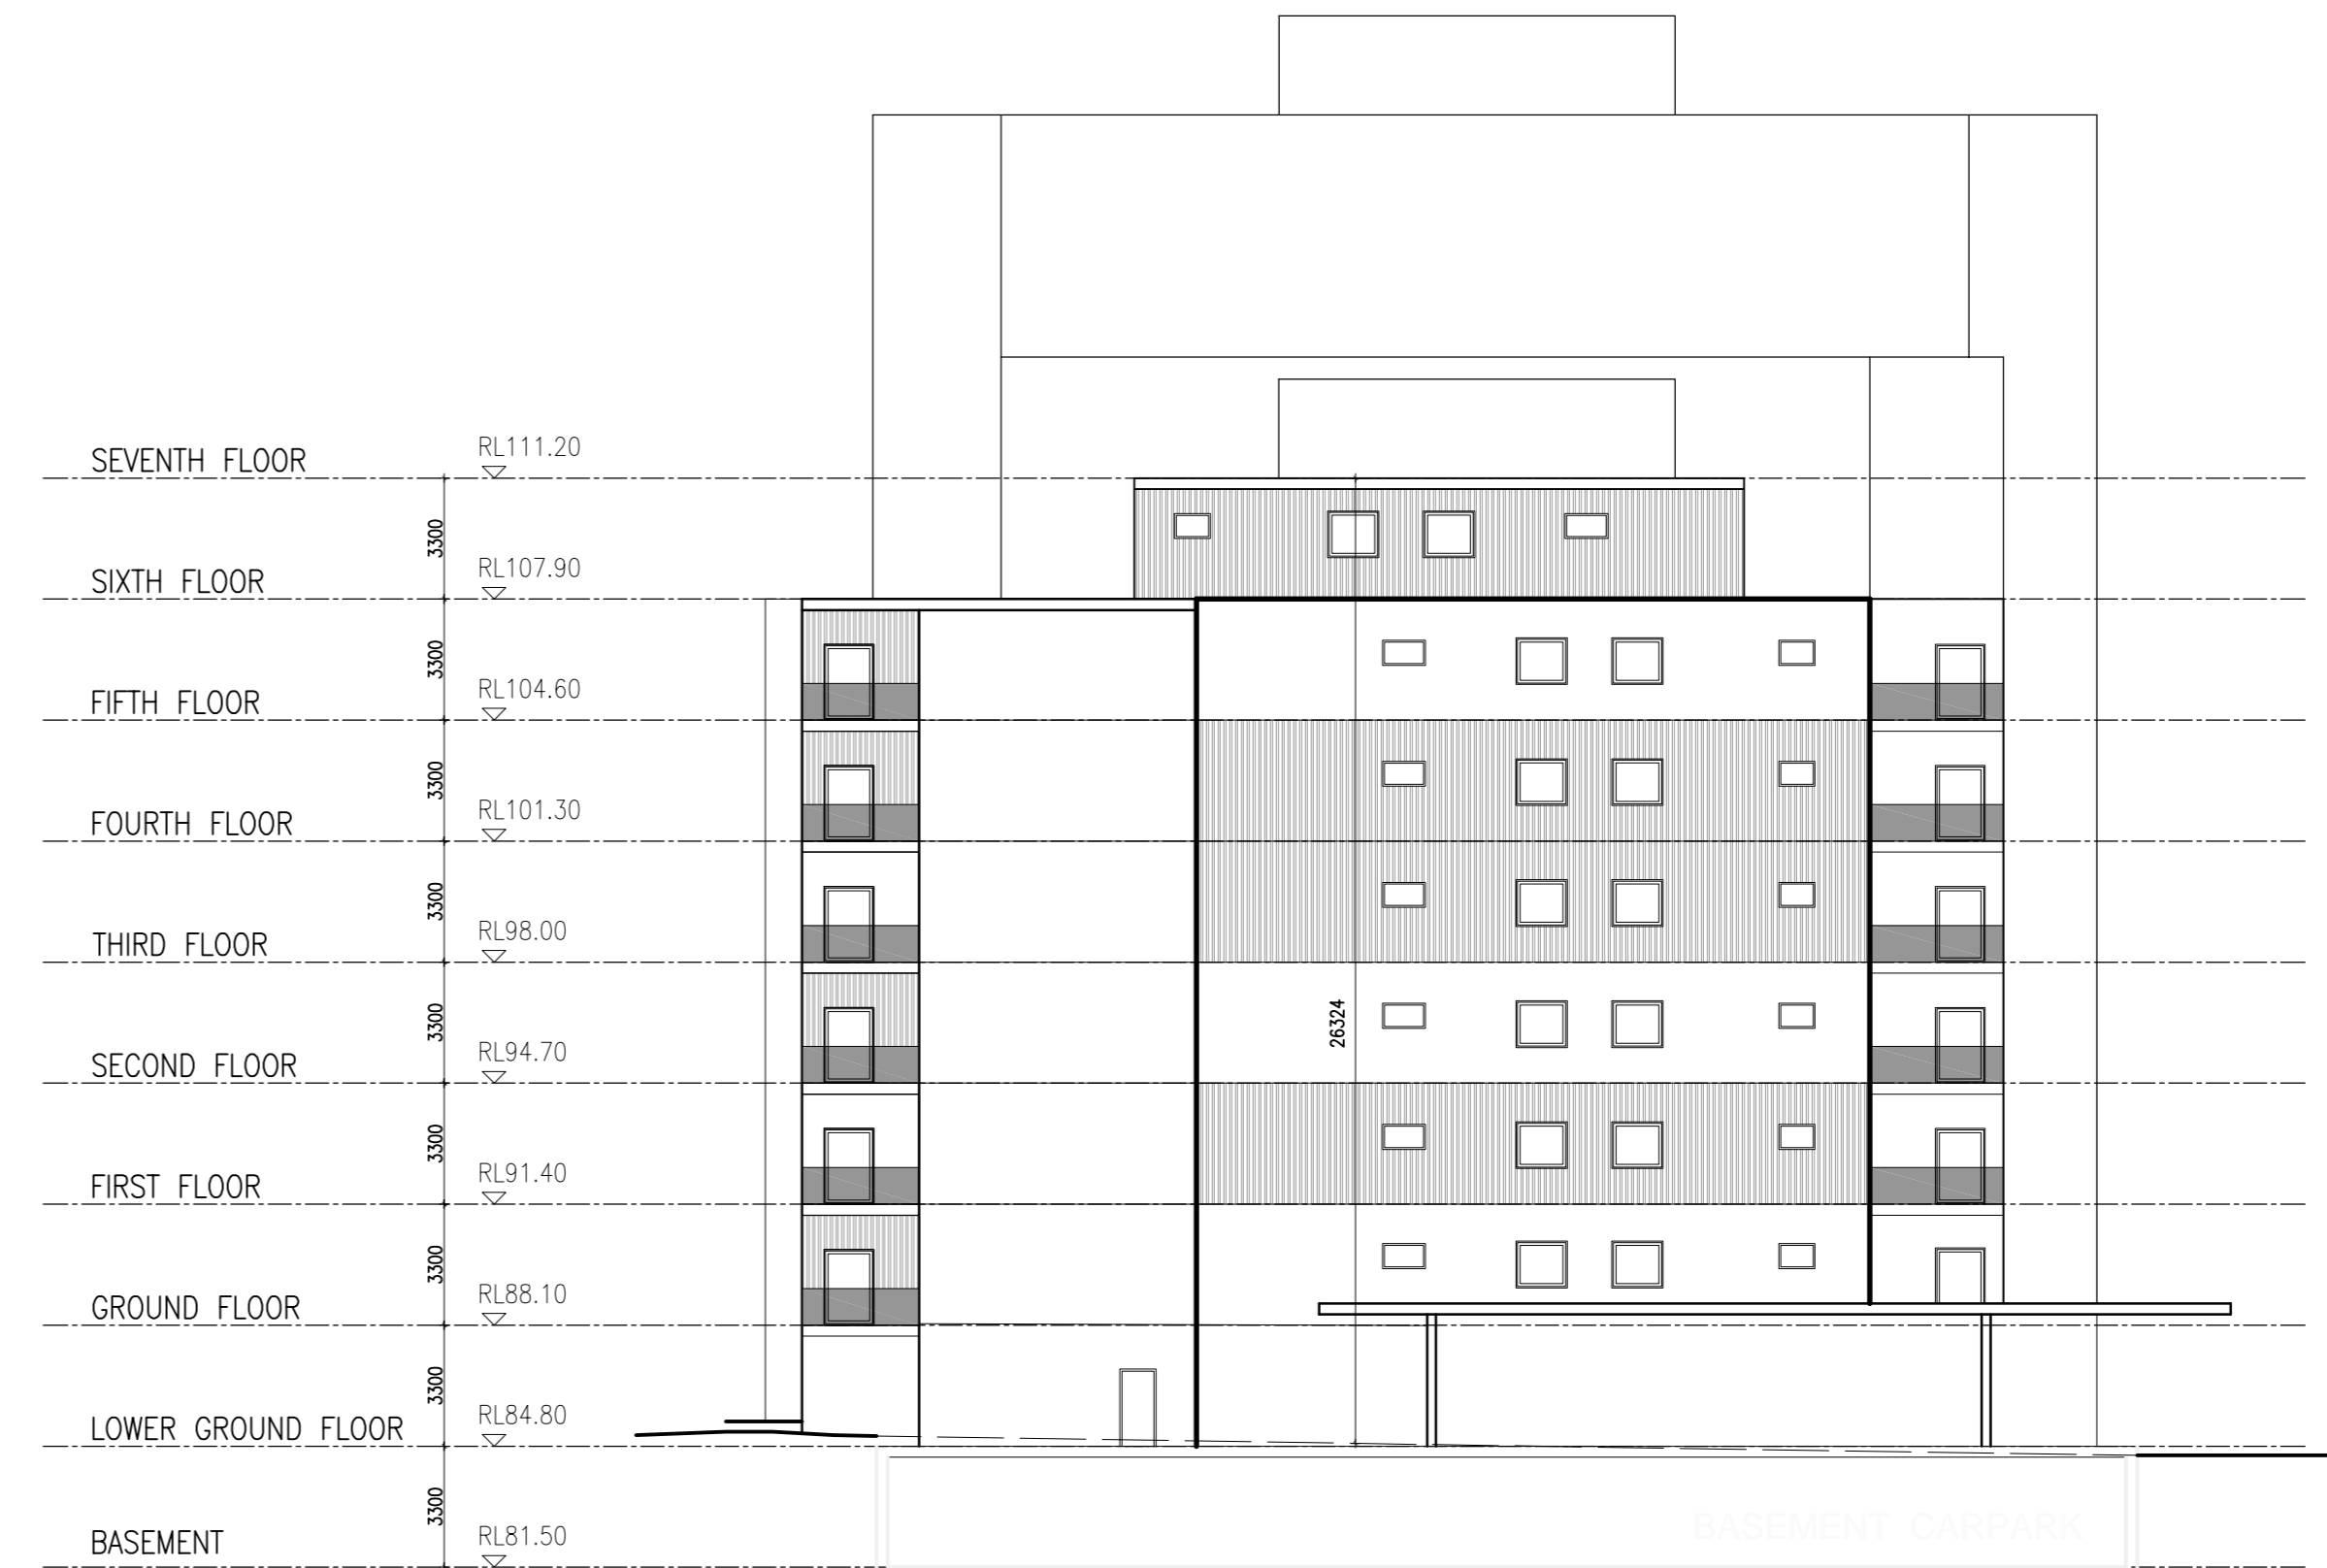 SEVENTH FLOOR RL111.20
3300
SIXTH FLOOR RL107.90
3300
FIFTH FLOOR RL104.60
3300
FOURTH FLOOR RL101.30
3300
THIRD FLOOR RL98.00
3300
26324
SECOND FLOOR RL94.70
3300
FIRST FLOOR RL91.40
3300
GROUND FLOOR RL88.10
3300
LOWER GROUND FLOOR RL84.80
3300
BASEMENT CARPARK
BASEMENT RL81.50